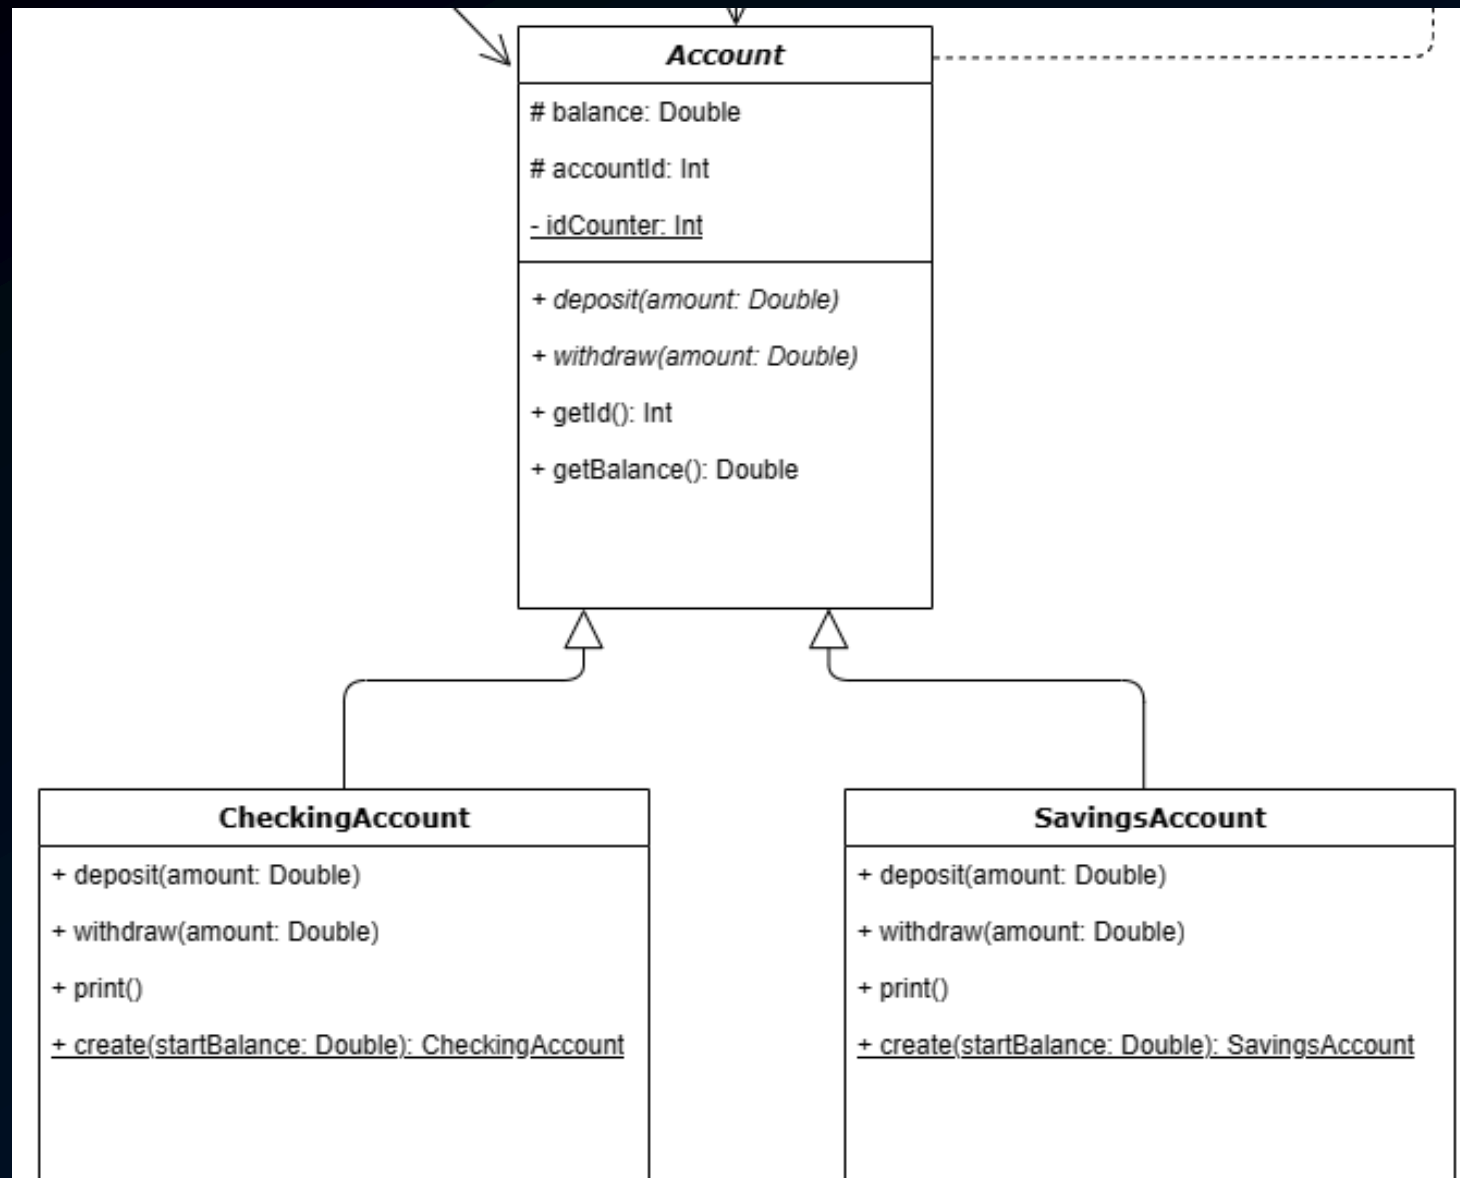 Account
# balance: Double
# accountId: Int
- idCounter: Int
+ deposit(amount: Double)
+ withdraw(amount: Double)
+ getId(): Int
+ getBalance(): Double
CheckingAccount
+ deposit(amount: Double)
+ withdraw(amount: Double)
+ print()
+ create(startBalance: Double): CheckingAccount
SavingsAccount
+ deposit(amount: Double)
+ withdraw(amount: Double)
+ print()
+ create(startBalance: Double): SavingsAccount